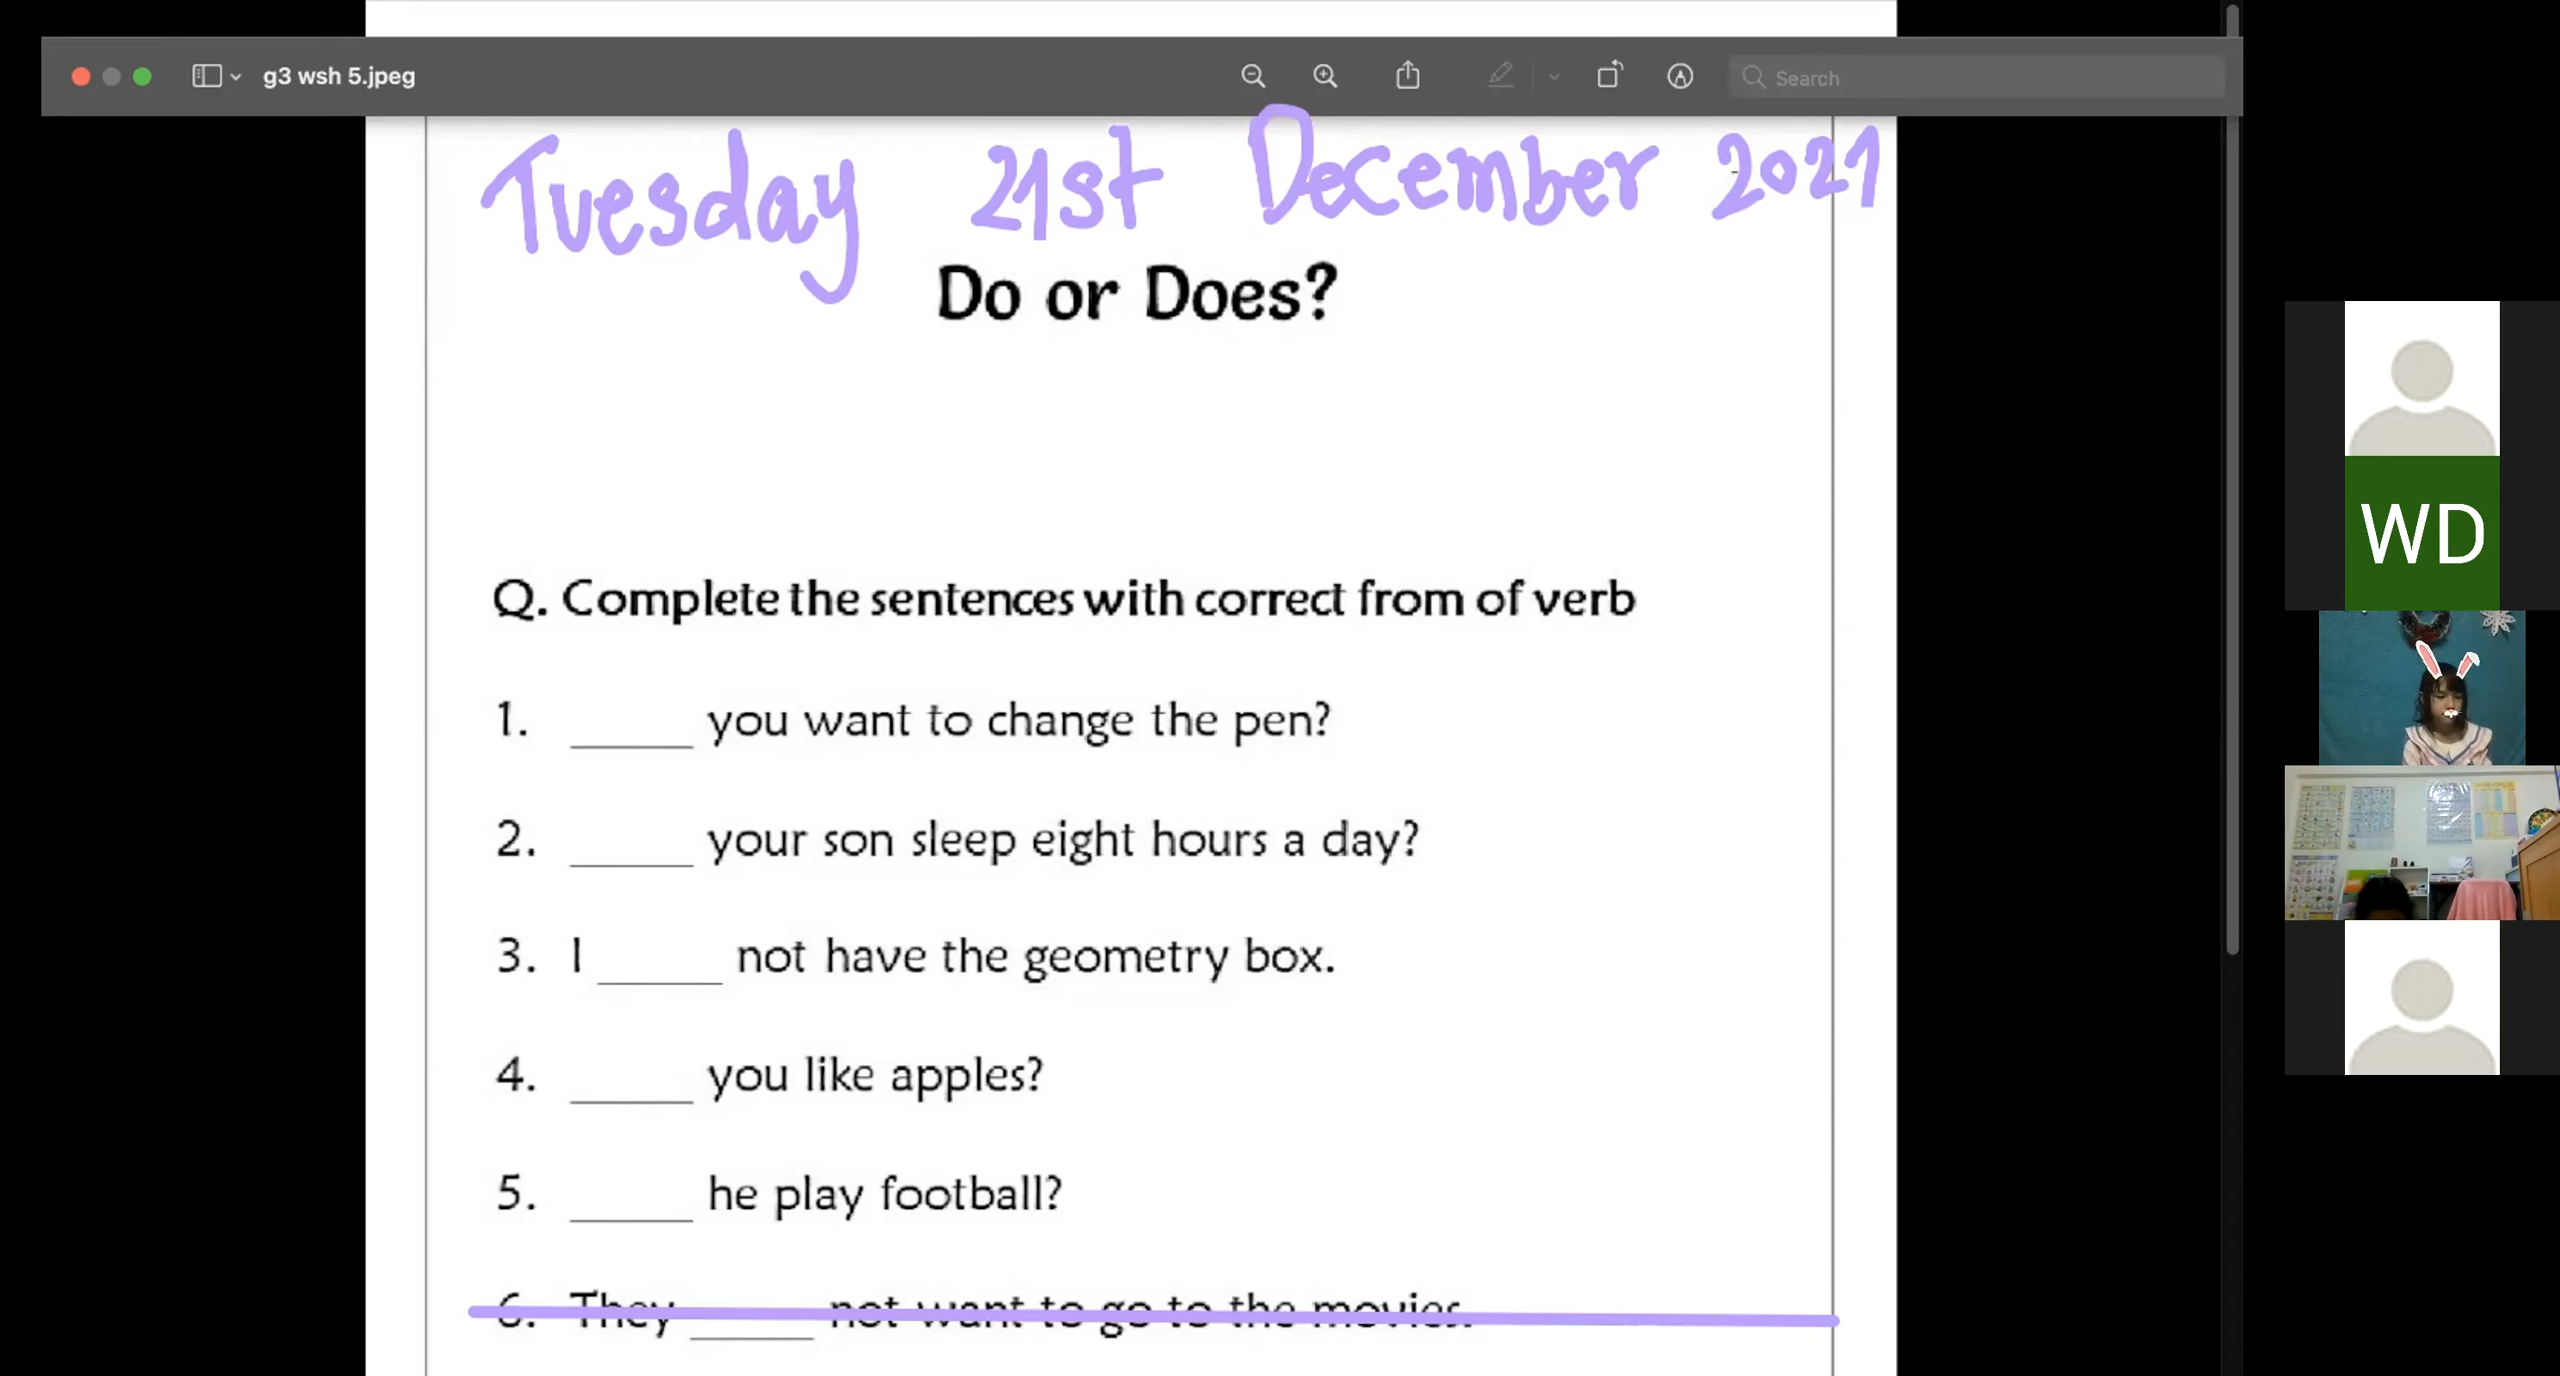 g3 wsh 5.jpeg
Search
Tuesday 21st December 2021
Do or Does?
Q. Complete the sentences with correct from of verb
1. _____ you want to change the pen?
2. _____ your son sleep eight hours a day?
3. I _____ not have the geometry box.
4. _____ you like apples?
5. _____ he play football?
6. They _____ not want to go to the movies.
WD